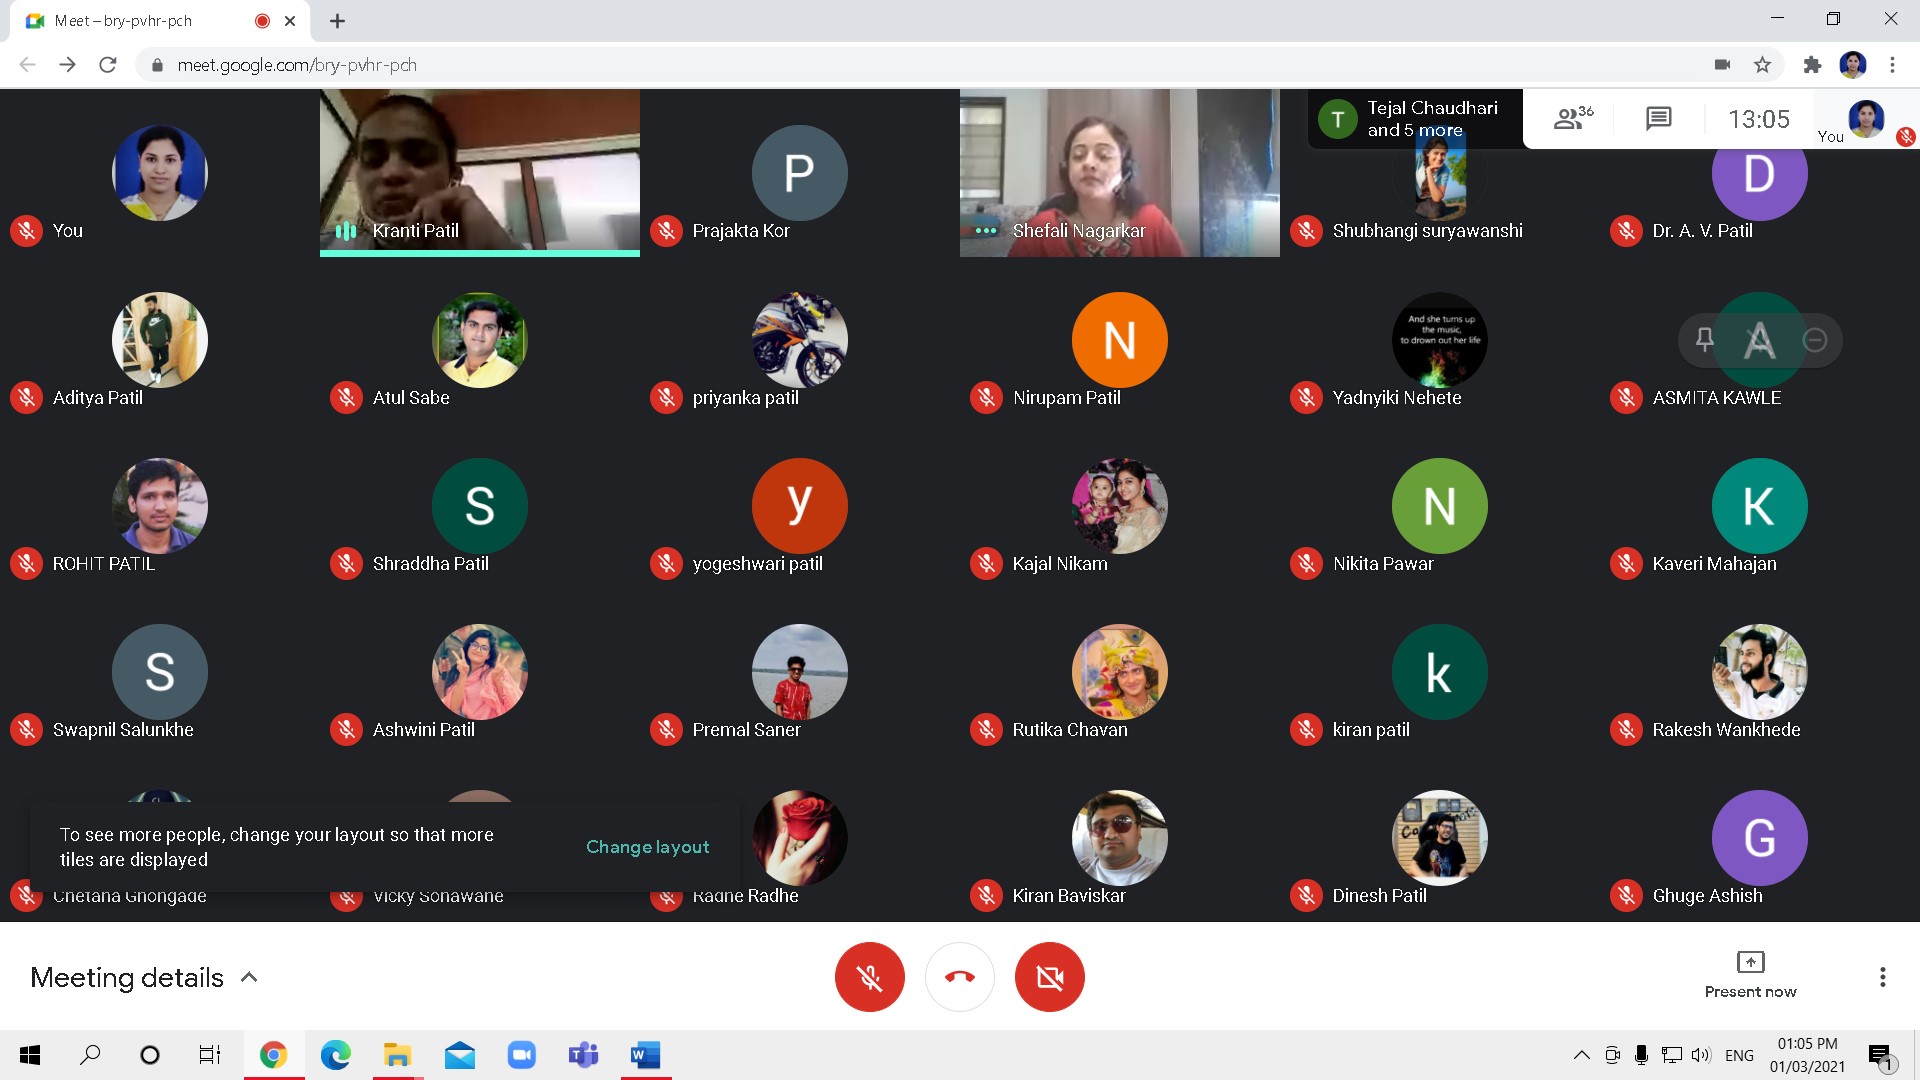 Meet – bry-pvhr-pch
meet.google.com/bry-pvhr-pch
T
Tejal Chaudhari
and 5 more
36
13:05
You
You
Kranti Patil
P
Prajakta Kor
Shefali Nagarkar
Shubhangi suryawanshi
D
Dr. A. V. Patil
Aditya Patil
Atul Sabe
priyanka patil
N
Nirupam Patil
And she turns up
the music,
to drown out her life
Yadnyiki Nehete
A
ASMITA KAWLE
ROHIT PATIL
S
Shraddha Patil
y
yogeshwari patil
Kajal Nikam
N
Nikita Pawar
K
Kaveri Mahajan
S
Swapnil Salunkhe
Ashwini Patil
Premal Saner
Rutika Chavan
k
kiran patil
Rakesh Wankhede
To see more people, change your layout so that more
tiles are displayed
Change layout
Chetana Ghongade
Vicky Sonawane
Radhe Radhe
Kiran Baviskar
Dinesh Patil
G
Ghuge Ashish
Meeting details
Present now
W
ENG
01:05 PM
01/03/2021
1